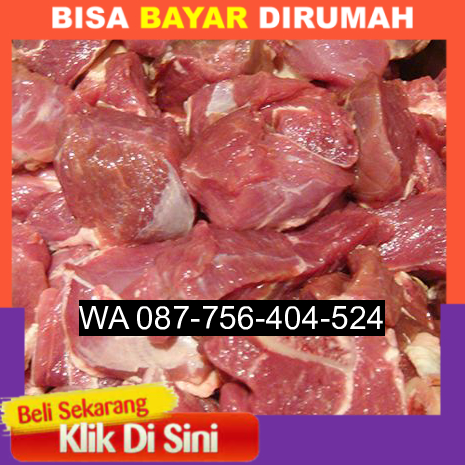 BISA BAYAR DIRUMAH
WA 087-756-404-524
Beli Sekarang
Klik Di Sini